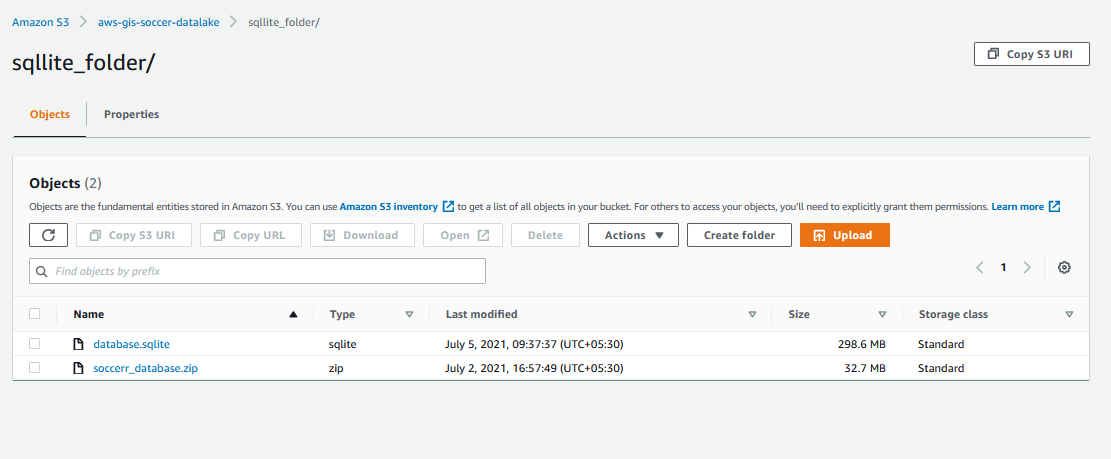 Amazon S3 > aws-gis-soccer-datalake > sqllite_folder/
sqllite_folder/
Copy S3 URI
Objects Properties
Objects (2)
Objects are the fundamental entities stored in Amazon S3. You can use Amazon S3 inventory to get a list of all objects in your bucket. For others to access your objects, you'll need to explicitly grant them permissions. Learn more
Copy S3 URI Copy URL Download Open Delete Actions Create folder Upload
Find objects by prefix
1
Name Type Last modified Size Storage class
database.sqlite sqlite July 5, 2021, 09:37:37 (UTC+05:30) 298.6 MB Standard
soccerr_database.zip zip July 2, 2021, 16:57:49 (UTC+05:30) 32.7 MB Standard